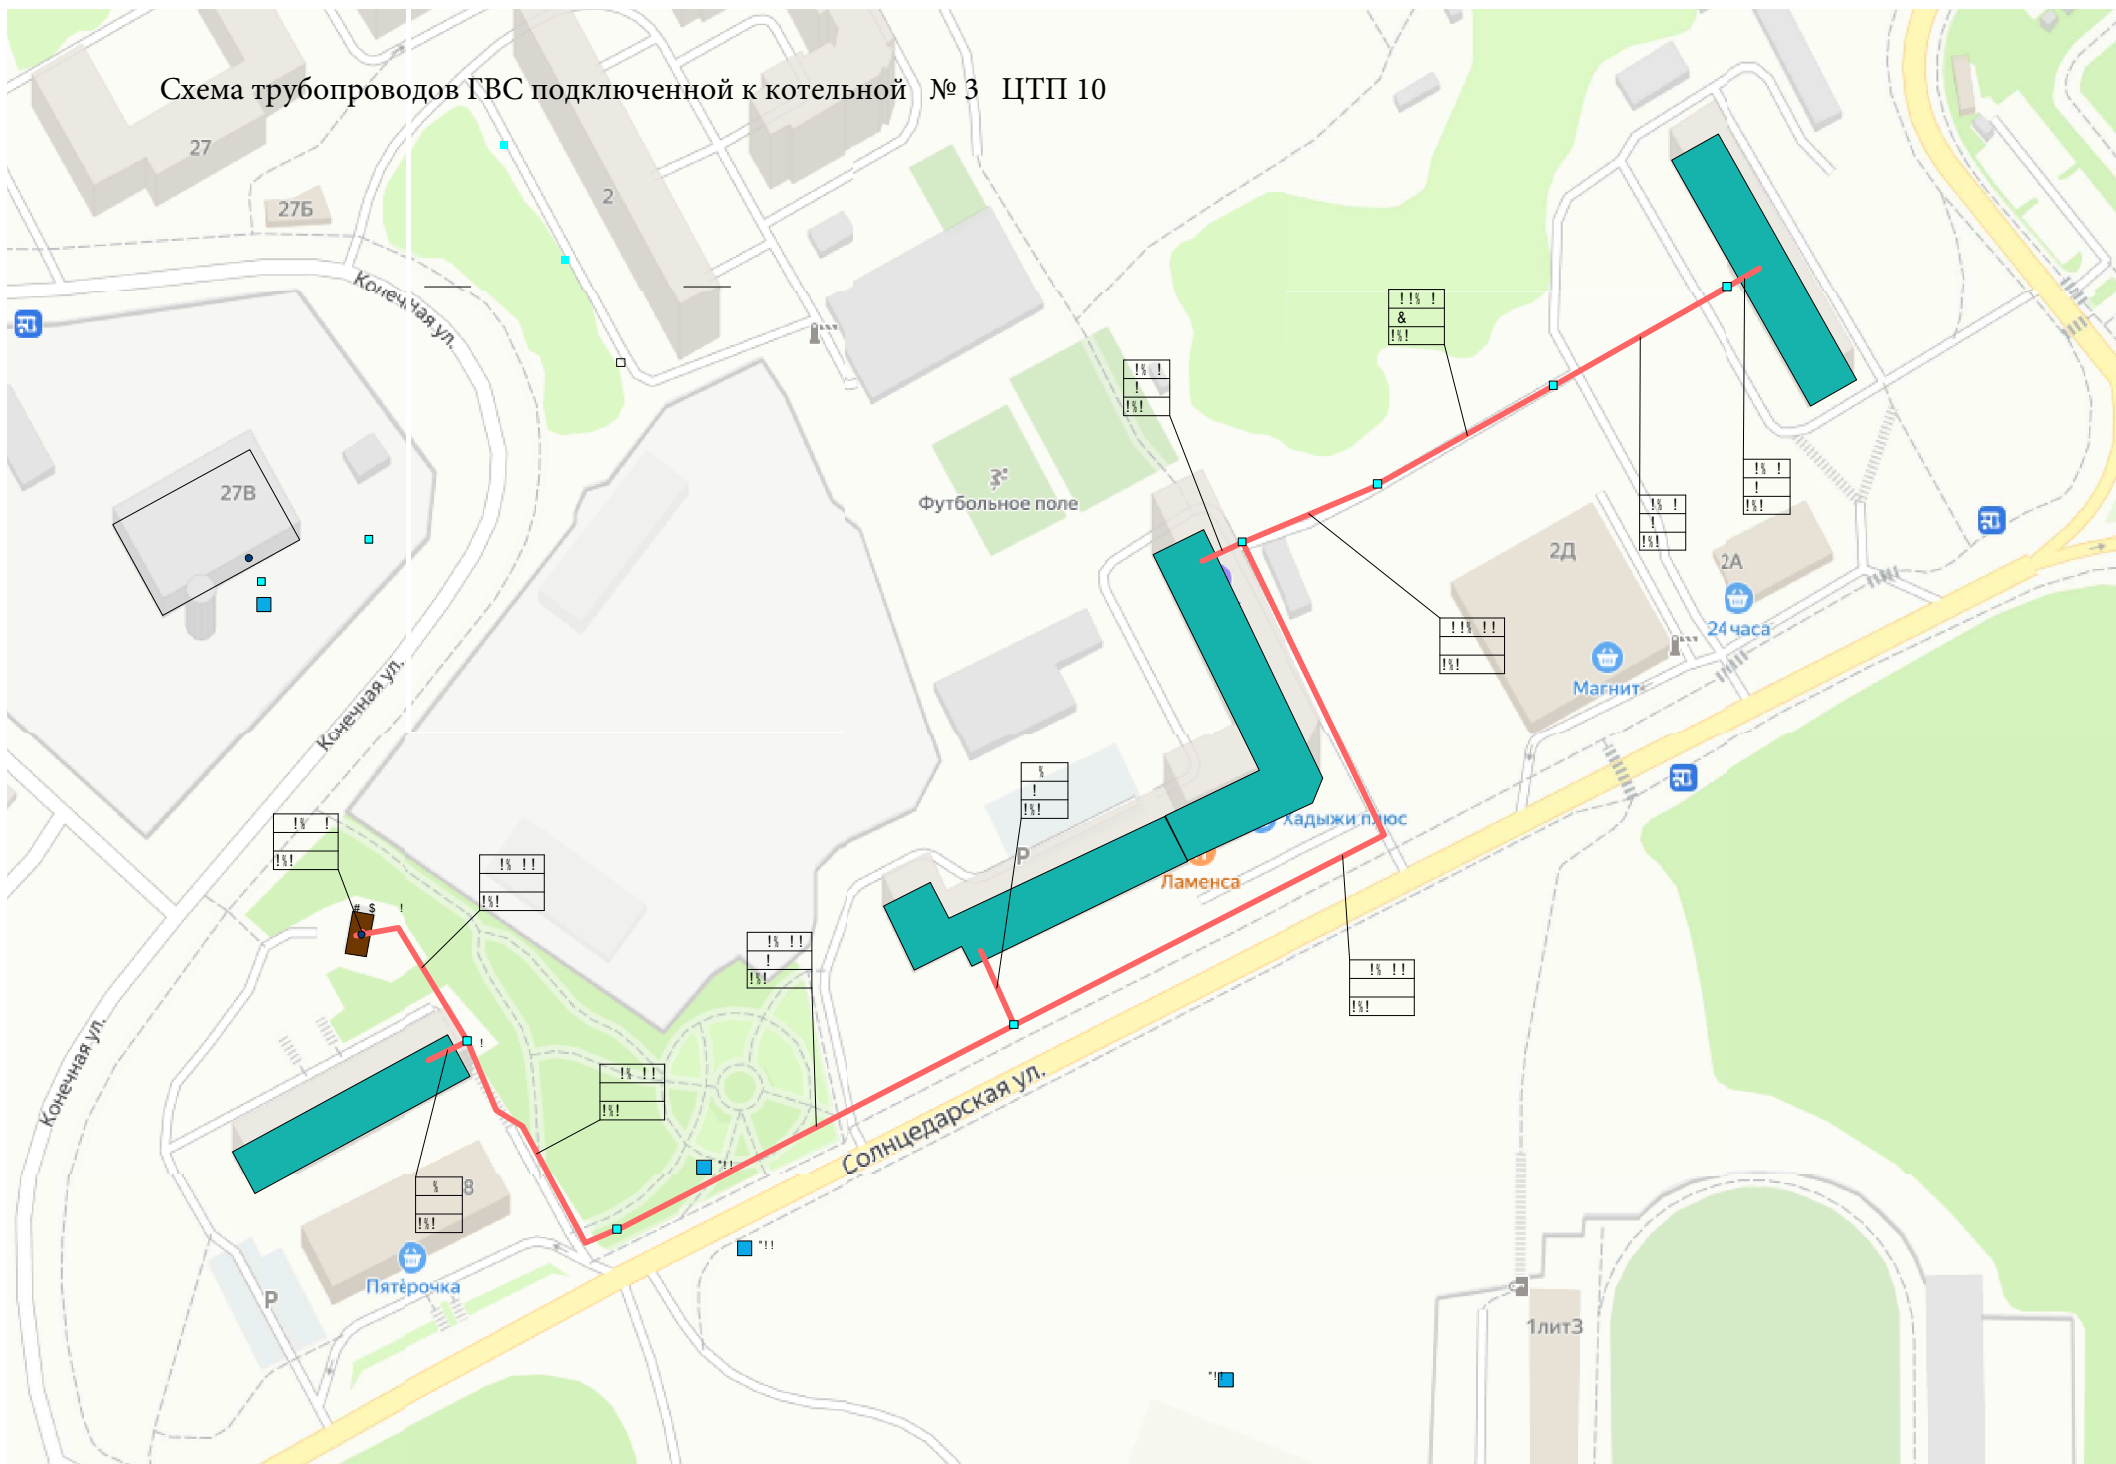 Схема трубопроводов ГВС подключенной к котельной № 3 ЦТП 10
27
27Б
2
Конечная ул.
27В
Футбольное поле
2Д
2А
24 часа
Магнит
Конечная ул.
Хадыжи плюс
P
Ламенса
Конечная ул.
Солнцедарская ул.
8
Пятёрочка
P
1лит3
!!% !
&
!%!
!% !
!
!%!
!% !
!
!%!
!% !
!
!%!
!!% !!
!%!
%
!
!%!
!% !
!%!
!% !!
!%!
# $ !
!% !!
!
!%!
!% !!
!%!
!
!% !!
!%!
%
!%!
"!!
"!!
"!!